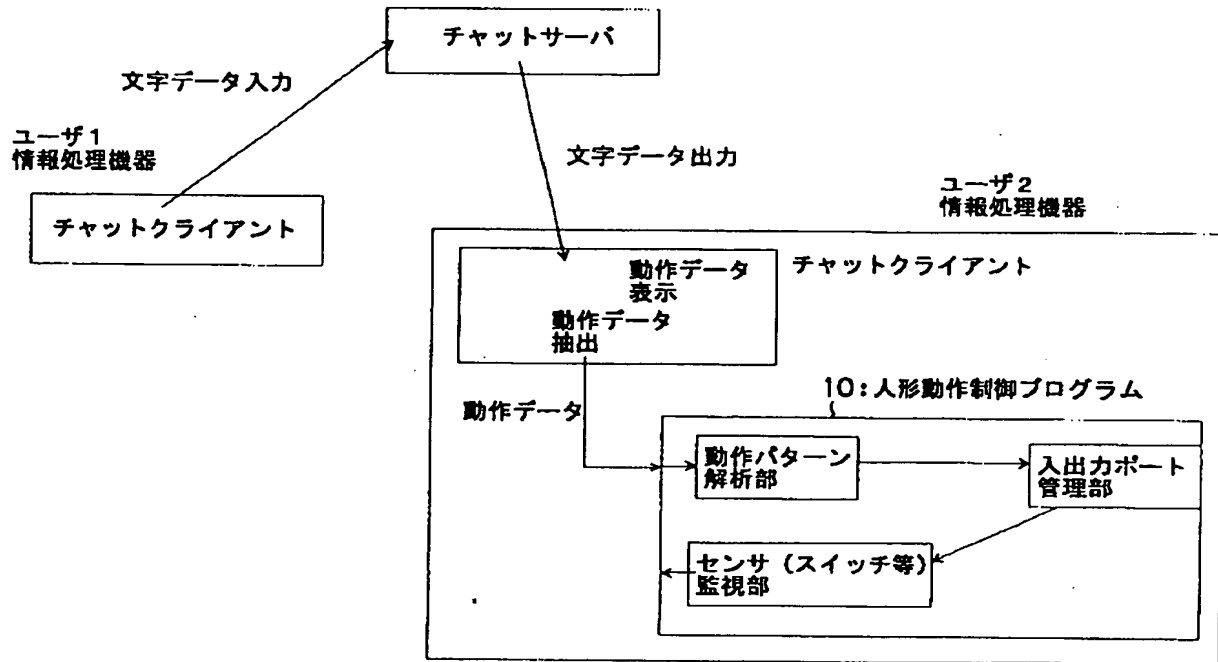 チャットサーバ
文字データ入力
ユーザ1
情報処理機器
文字データ出力
チャットクライアント
ユーザ2
情報処理機器
チャットクライアント
動作データ
表示
動作データ
抽出
動作データ
10:人形動作制御プログラム
動作パターン
解析部
入出力ポート
管理部
センサ(スイッチ等)
監視部